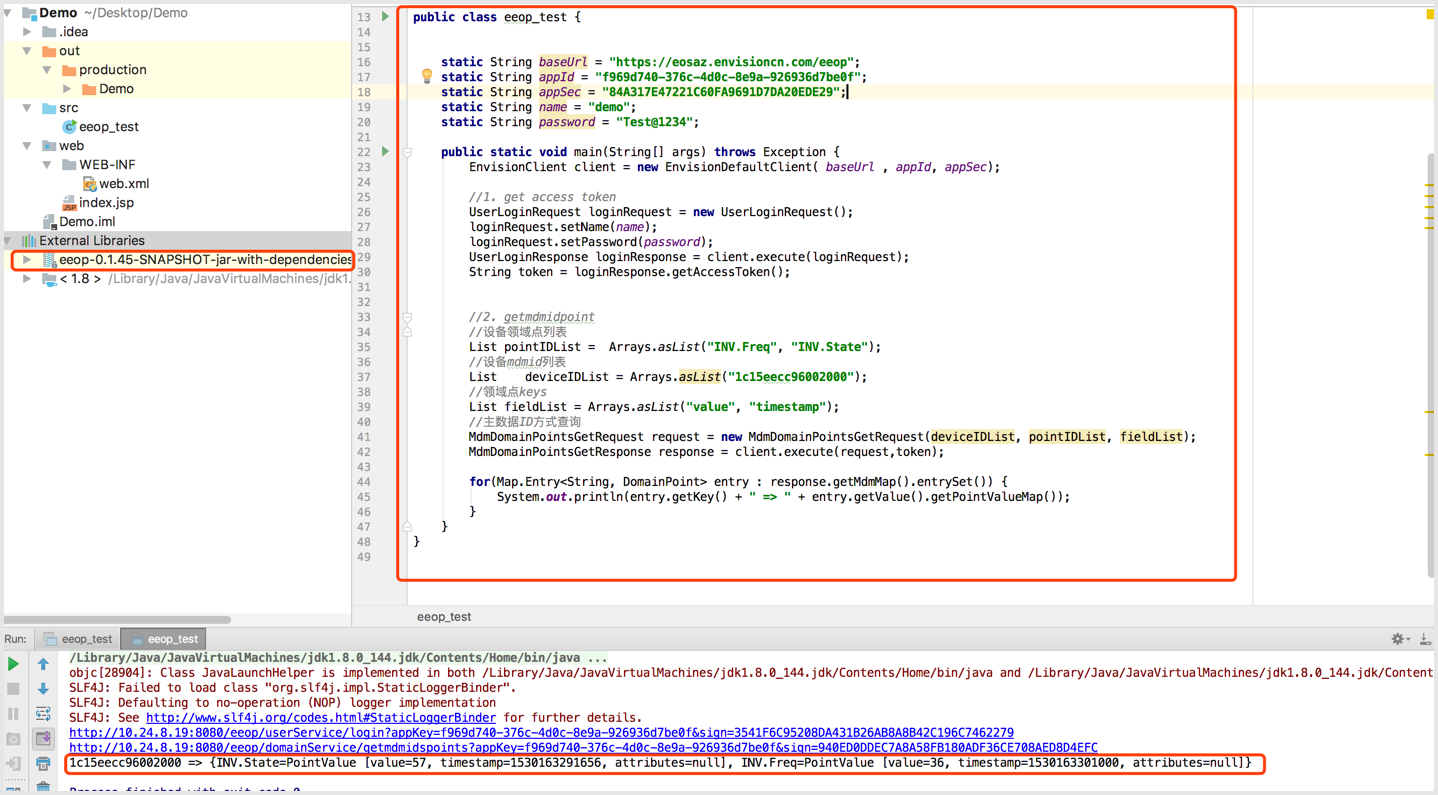 Demo ~/Desktop/Demo
.idea
out
production
Demo
src
eeop_test
web
WEB-INF
web.xml
index.jsp
Demo.iml
External Libraries
eeop-0.1.45-SNAPSHOT-jar-with-dependencies
< 1.8 > /Library/Java/JavaVirtualMachines/jdk1.
13 public class eeop_test {
14
15
16 static String baseUrl = "https://eosaz.envisioncn.com/eeop";
17 static String appId = "f969d740-376c-4d0c-8e9a-926936d7be0f";
18 static String appSec = "84A317E47221C60FA9691D7DA20EDE29";
19 static String name = "demo";
20 static String password = "Test@1234";
21
22 public static void main(String[] args) throws Exception {
23 EnvisionClient client = new EnvisionDefaultClient( baseUrl , appId, appSec);
24
25 //1. get access token
26 UserLoginRequest loginRequest = new UserLoginRequest();
27 loginRequest.setName(name);
28 loginRequest.setPassword(password);
29 UserLoginResponse loginResponse = client.execute(loginRequest);
30 String token = loginResponse.getAccessToken();
31
32
33 //2. getmdmidpoint
34 //设备领域点列表
35 List pointIDList =  Arrays.asList("INV.Freq", "INV.State");
36 //设备mdmid列表
37 List    deviceIDList = Arrays.asList("1c15eecc96002000");
38 //领域点keys
39 List fieldList = Arrays.asList("value", "timestamp");
40 //主数据ID方式查询
41 MdmDomainPointsGetRequest request = new MdmDomainPointsGetRequest(deviceIDList, pointIDList, fieldList);
42 MdmDomainPointsGetResponse response = client.execute(request,token);
43
44 for(Map.Entry<String, DomainPoint> entry : response.getMdmMap().entrySet()) {
45 System.out.println(entry.getKey() + " => " + entry.getValue().getPointValueMap());
46 }
47 }
48 }
49
eeop_test
Run: eeop_test eeop_test
/Library/Java/JavaVirtualMachines/jdk1.8.0_144.jdk/Contents/Home/bin/java ...
objc[28904]: Class JavaLaunchHelper is implemented in both /Library/Java/JavaVirtualMachines/jdk1.8.0_144.jdk/Contents/Home/bin/java and /Library/Java/JavaVirtualMachines/jdk1.8.0_144.jdk/Cont
SLF4J: Failed to load class "org.slf4j.impl.StaticLoggerBinder".
SLF4J: Defaulting to no-operation (NOP) logger implementation
SLF4J: See http://www.slf4j.org/codes.html#StaticLoggerBinder for further details.
http://10.24.8.19:8080/eeop/userService/login?appKey=f969d740-376c-4d0c-8e9a-926936d7be0f&sign=3541F6C95208DA431B26AB8A8B42C196C7462279
http://10.24.8.19:8080/eeop/domainService/getmdmidspoints?appKey=f969d740-376c-4d0c-8e9a-926936d7be0f&sign=940ED0DDEC7A8A58FB180ADF36CE708AED8D4EFC
1c15eecc96002000 => {INV.State=PointValue [value=57, timestamp=1530163291656, attributes=null], INV.Freq=PointValue [value=36, timestamp=1530163301000, attributes=null]}
Process finished with exit code 0